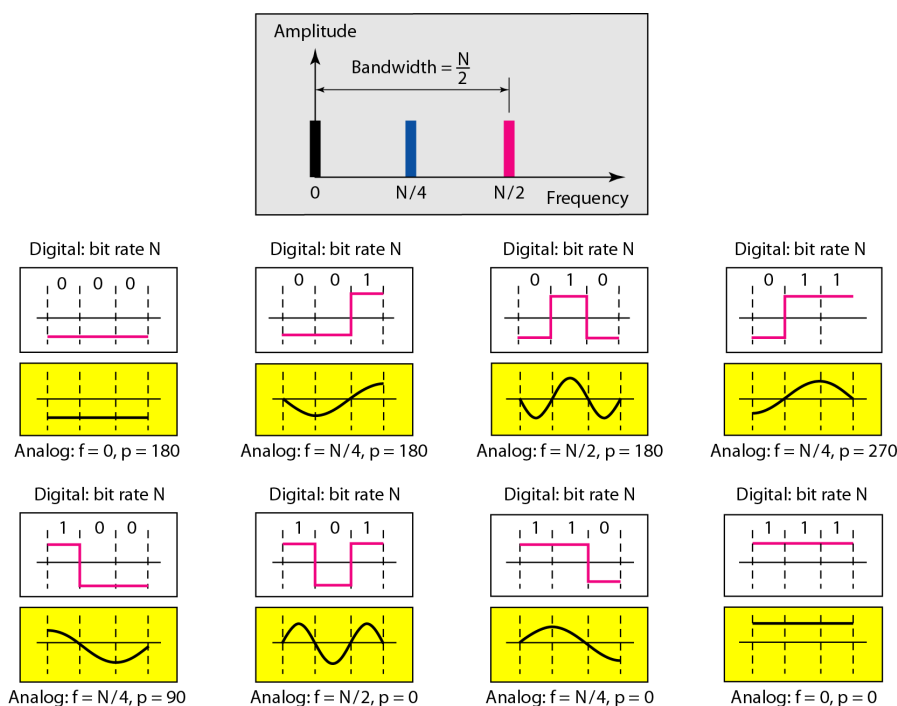 Amplitude
Bandwidth = N/2
0 N/4 N/2 Frequency
Digital: bit rate N Digital: bit rate N Digital: bit rate N Digital: bit rate N
0 0 0 0 0 1 0 1 0 0 1 1
Analog: f = 0, p = 180 Analog: f = N/4, p = 180 Analog: f = N/2, p = 180 Analog: f = N/4, p = 270
Digital: bit rate N Digital: bit rate N Digital: bit rate N Digital: bit rate N
1 0 0 1 0 1 1 1 0 1 1 1
Analog: f = N/4, p = 90 Analog: f = N/2, p = 0 Analog: f = N/4, p = 0 Analog: f = 0, p = 0